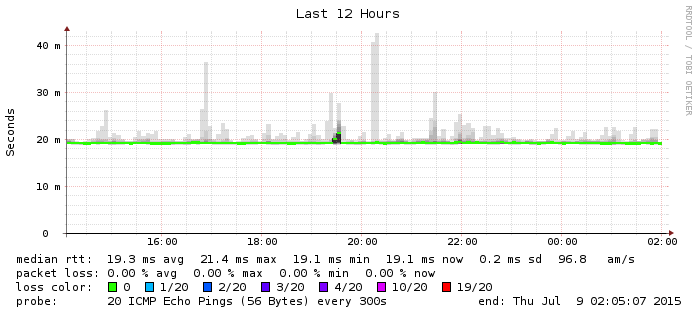 Last 12 Hours
RRDTOOL / TOBI OETIKER
Seconds
40 m
30 m
20 m
10 m
0
16:00 18:00 20:00 22:00 00:00 02:00
median rtt: 19.3 ms avg 21.4 ms max 19.1 ms min 19.1 ms now 0.2 ms sd 96.8 am/s
packet loss: 0.00 % avg 0.00 % max 0.00 % min 0.00 % now
loss color: 0 1/20 2/20 3/20 4/20 10/20 19/20
probe: 20 ICMP Echo Pings (56 Bytes) every 300s end: Thu Jul 9 02:05:07 2015